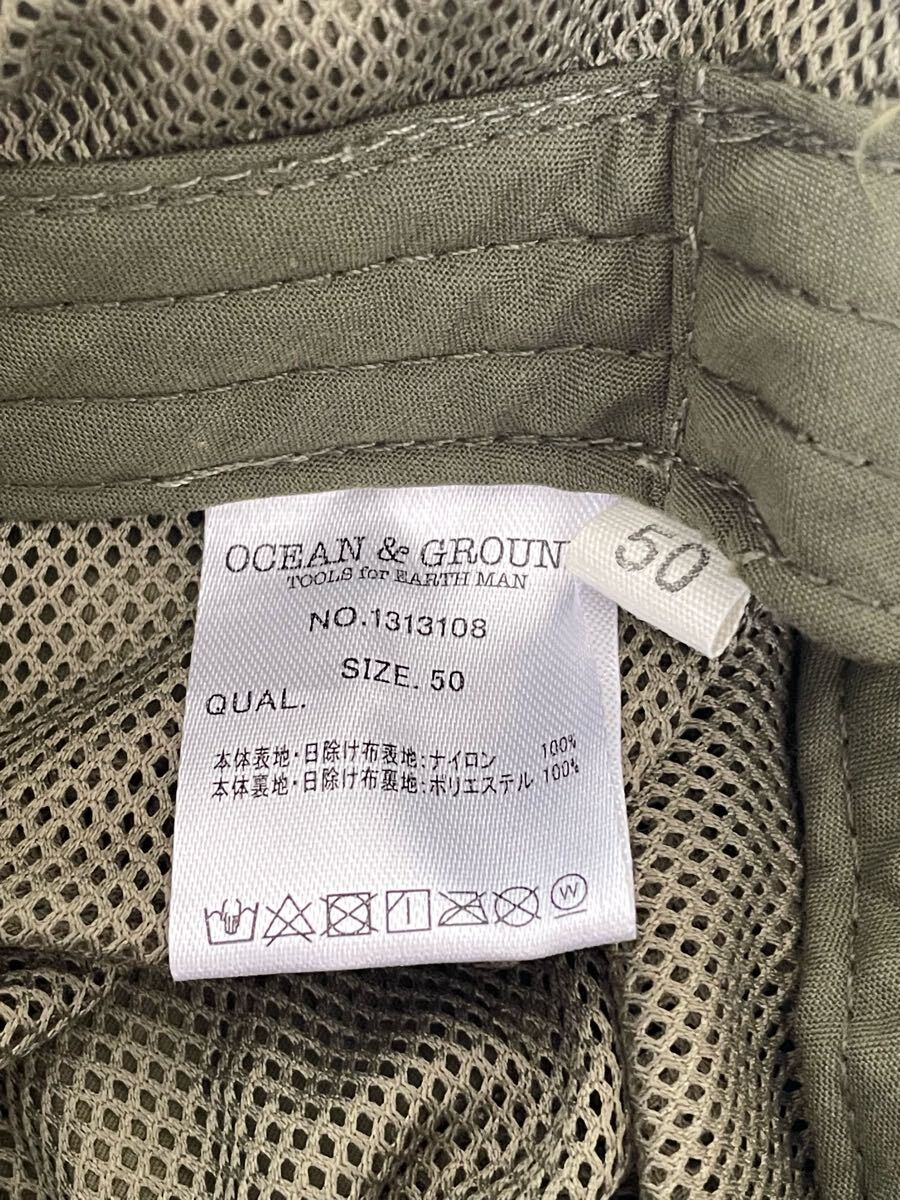 OCEAN & GROUN
TOOLS for EARTH MAN
50
NO.1313108
SIZE. 50
QUAL.
本体表地・日除け布表地:ナイロン 100%
本体裏地・日除け布裏地:ポリエステル 100%
W